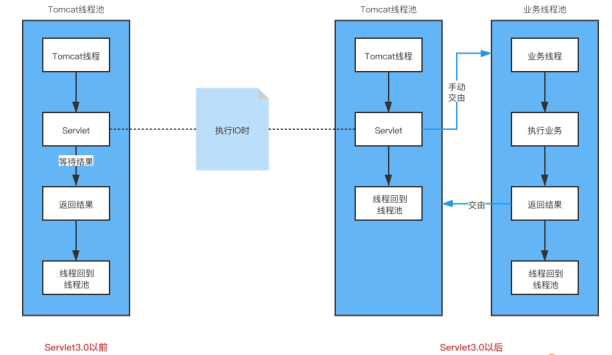 Tomcat线程池
Tomcat线程
Servlet
等待结果
返回结果
线程回到
线程池
Servlet3.0以前
执行IO时
Tomcat线程池
Tomcat线程
Servlet
线程回到
线程池
手动
交由
交由
业务线程池
业务线程
执行业务
返回结果
线程回到
线程池
Servlet3.0以后